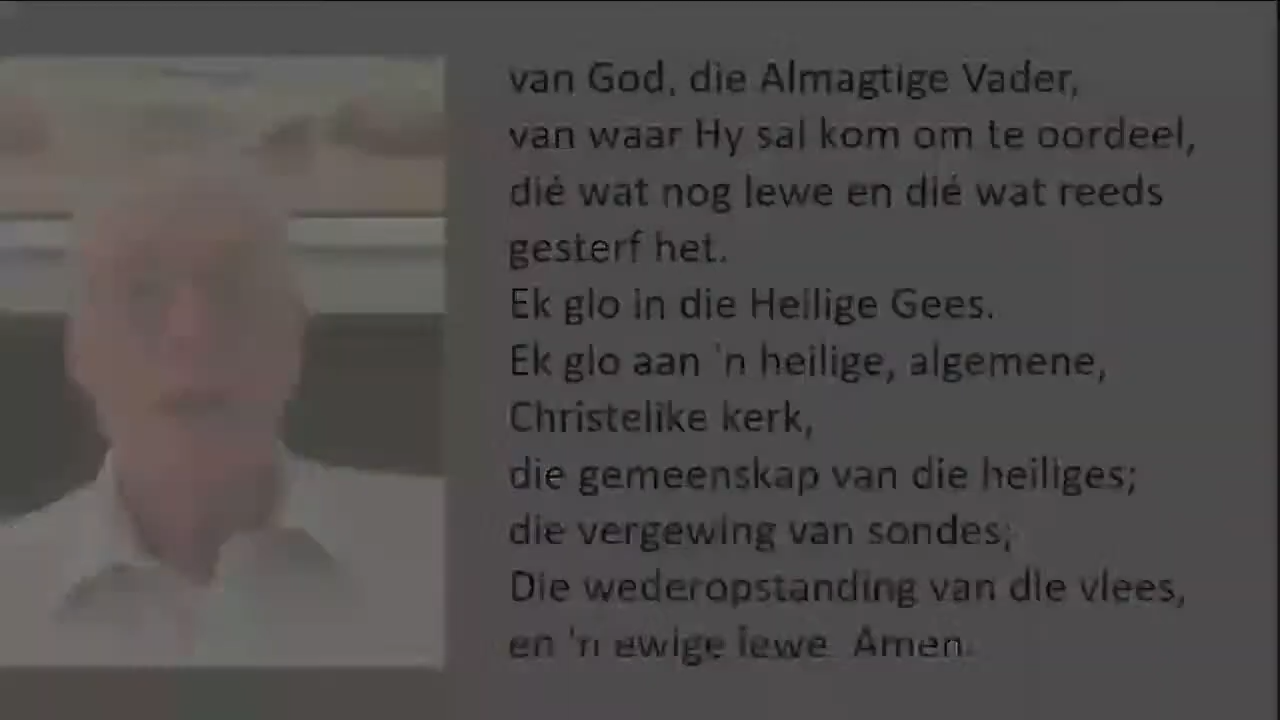 van God, die Almagtige Vader,
van waar Hy sal kom om te oordeel,
dié wat nog lewe en dié wat reeds
gesterf het.
Ek glo in die Heilige Gees.
Ek glo aan 'n heilige, algemene,
Christelike kerk,
die gemeenskap van die heiliges;
die vergewing van sondes;
Die wederopstanding van die vlees,
en 'n ewige lewe. Amen.